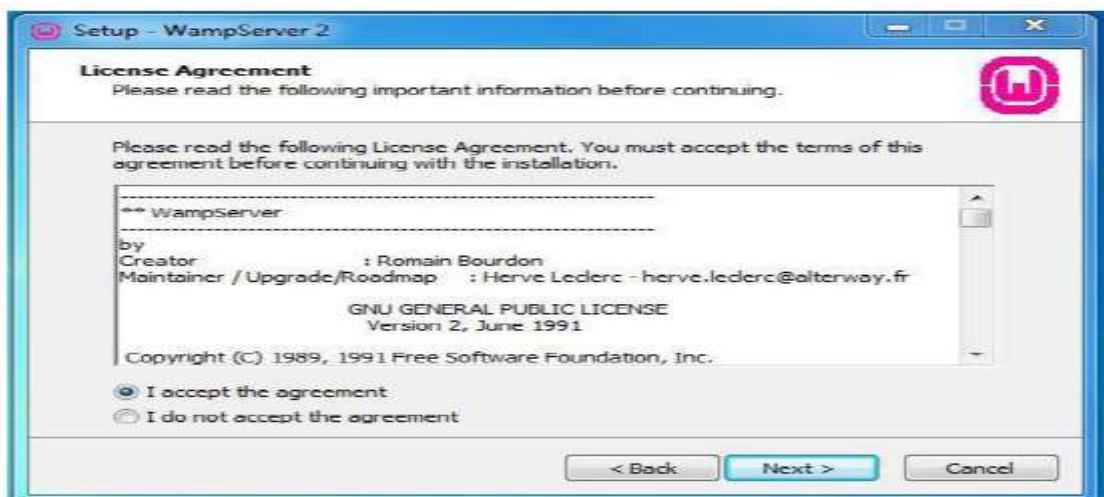 Setup - WampServer 2
License Agreement
Please read the following important information before continuing.
Please read the following License Agreement. You must accept the terms of this
agreement before continuing with the installation.
------------------------------------------------------------
** WampServer
------------------------------------------------------------
by
Creator : Romain Bourdon
Maintainer / Upgrade/Roadmap : Herve Leclerc - herve.leclerc@alterway.fr
GNU GENERAL PUBLIC LICENSE
Version 2, June 1991
Copyright (C) 1989, 1991 Free Software Foundation, Inc.
I accept the agreement
I do not accept the agreement
< Back Next > Cancel